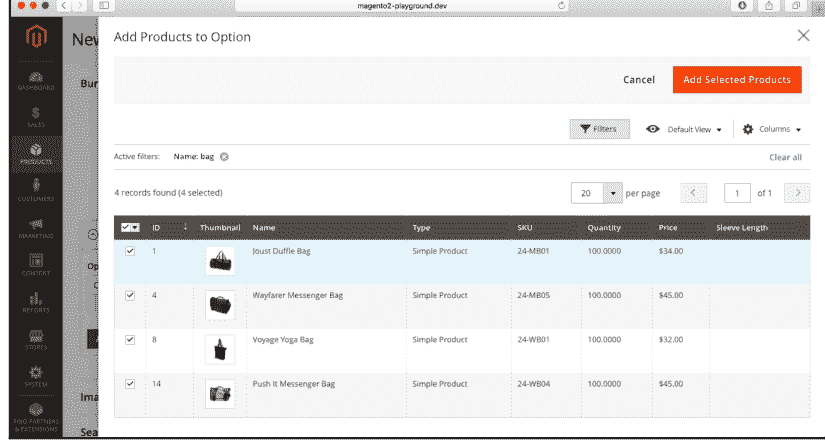 magento2-playground.dev
New
Add Products to Option
Cancel
Add Selected Products
DASHBOARD
SALES
PRODUCTS
CUSTOMERS
MARKETING
CONTENT
REPORTS
STORES
SYSTEM
FIND PARTNERS
& EXTENSIONS
Bun
Op
Ima
Sea
Filters
Default View
Columns
Active filters: Name: bag
Clear all
4 records found (4 selected)
20 per page
1 of 1
ID Thumbnail Name Type SKU Quantity Price Sleeve Length
1 Joust Duffle Bag Simple Product 24-MB01 100.0000 $34.00
4 Wayfarer Messenger Bag Simple Product 24-MB05 100.0000 $45.00
8 Voyage Yoga Bag Simple Product 24-WB01 100.0000 $32.00
14 Push It Messenger Bag Simple Product 24-WB04 100.0000 $45.00